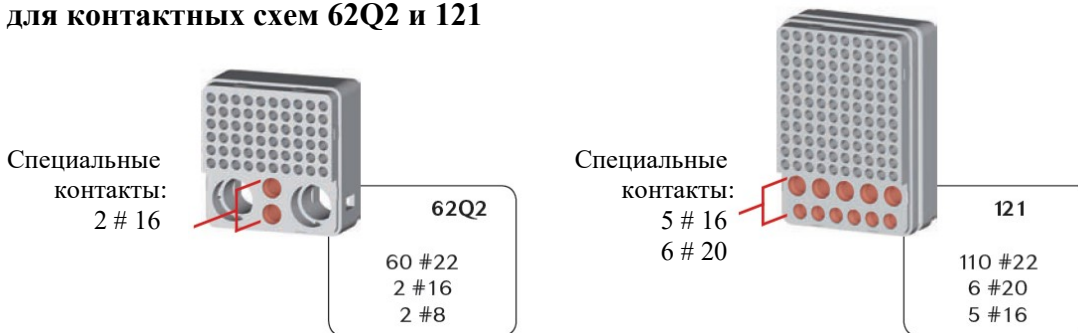 для контактных схем 62Q2 и 121
Специальные
контакты:
2 # 16
62Q2
60 #22
2 #16
2 #8
Специальные
контакты:
5 # 16
6 # 20
121
110 #22
6 #20
5 #16